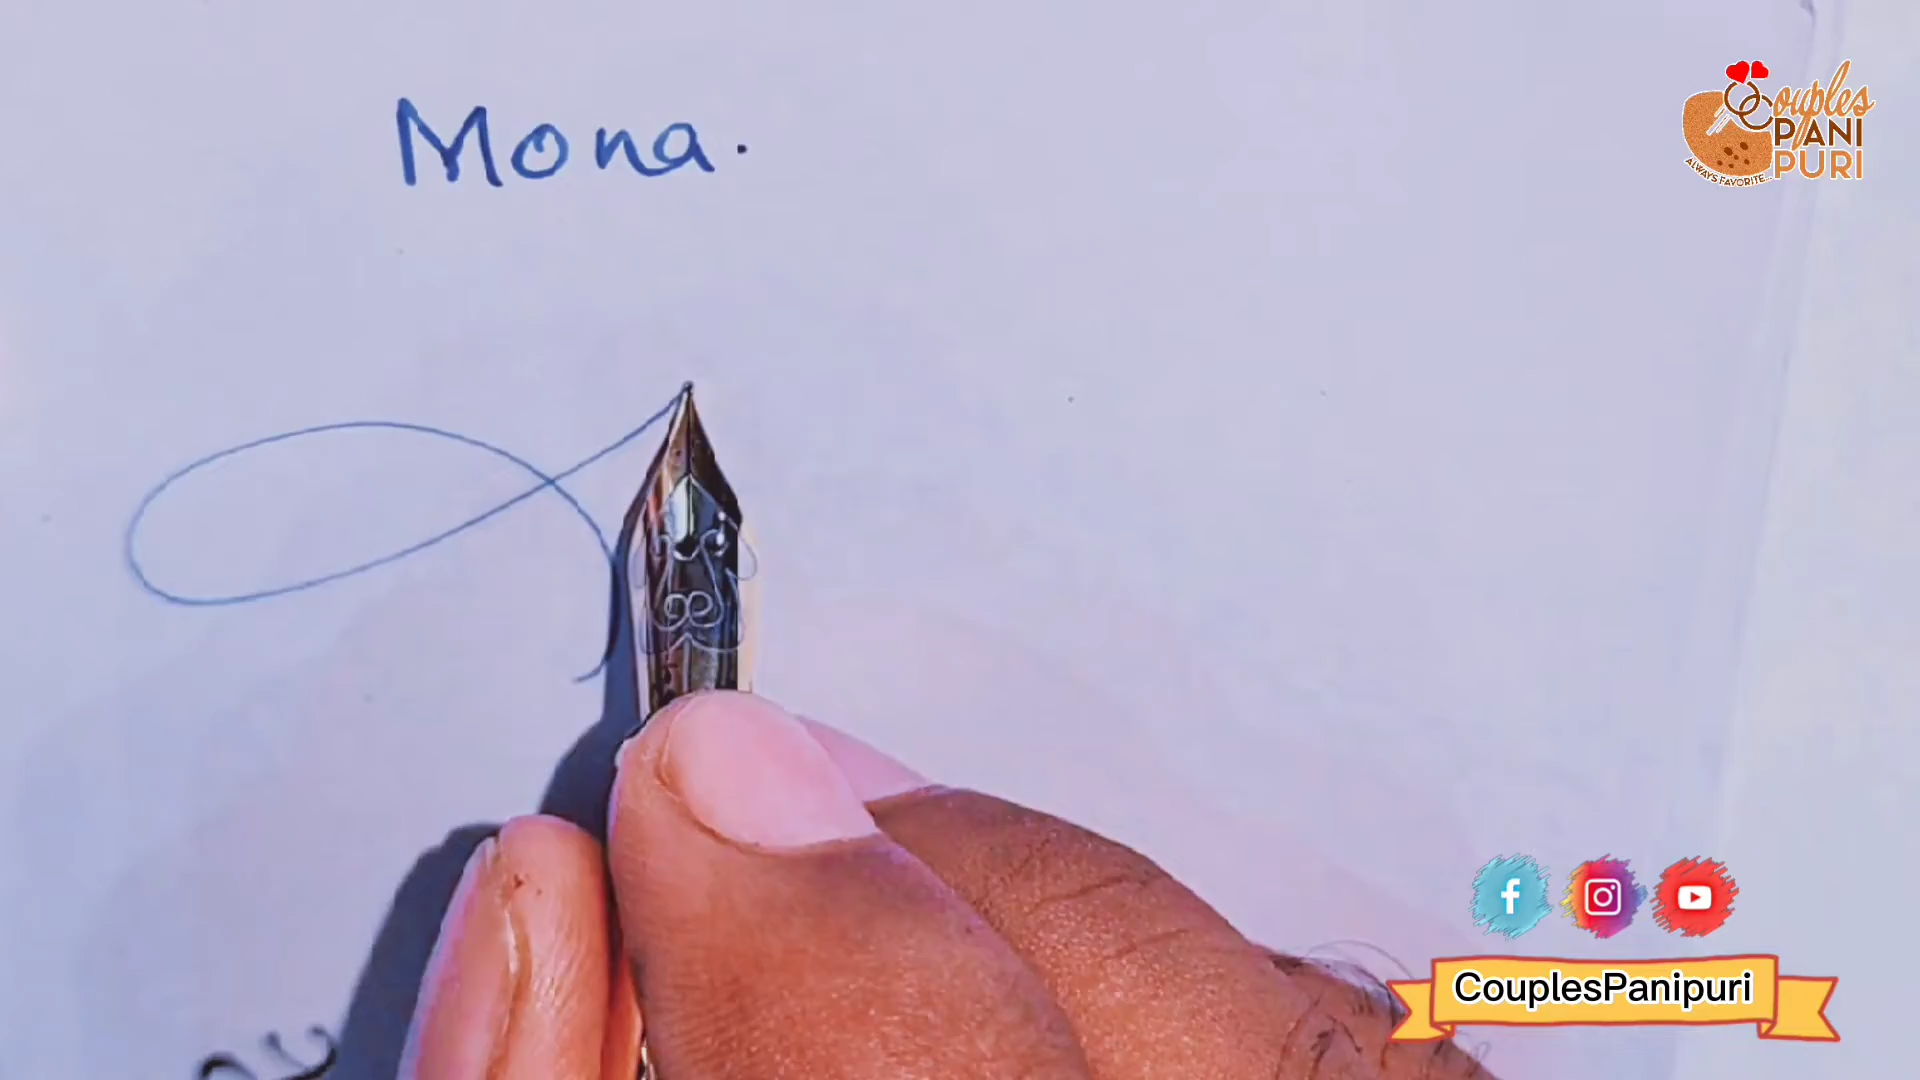 Mona.
Couples
PANI
PURI
ALWAYS FAVORITE...
CouplesPanipuri